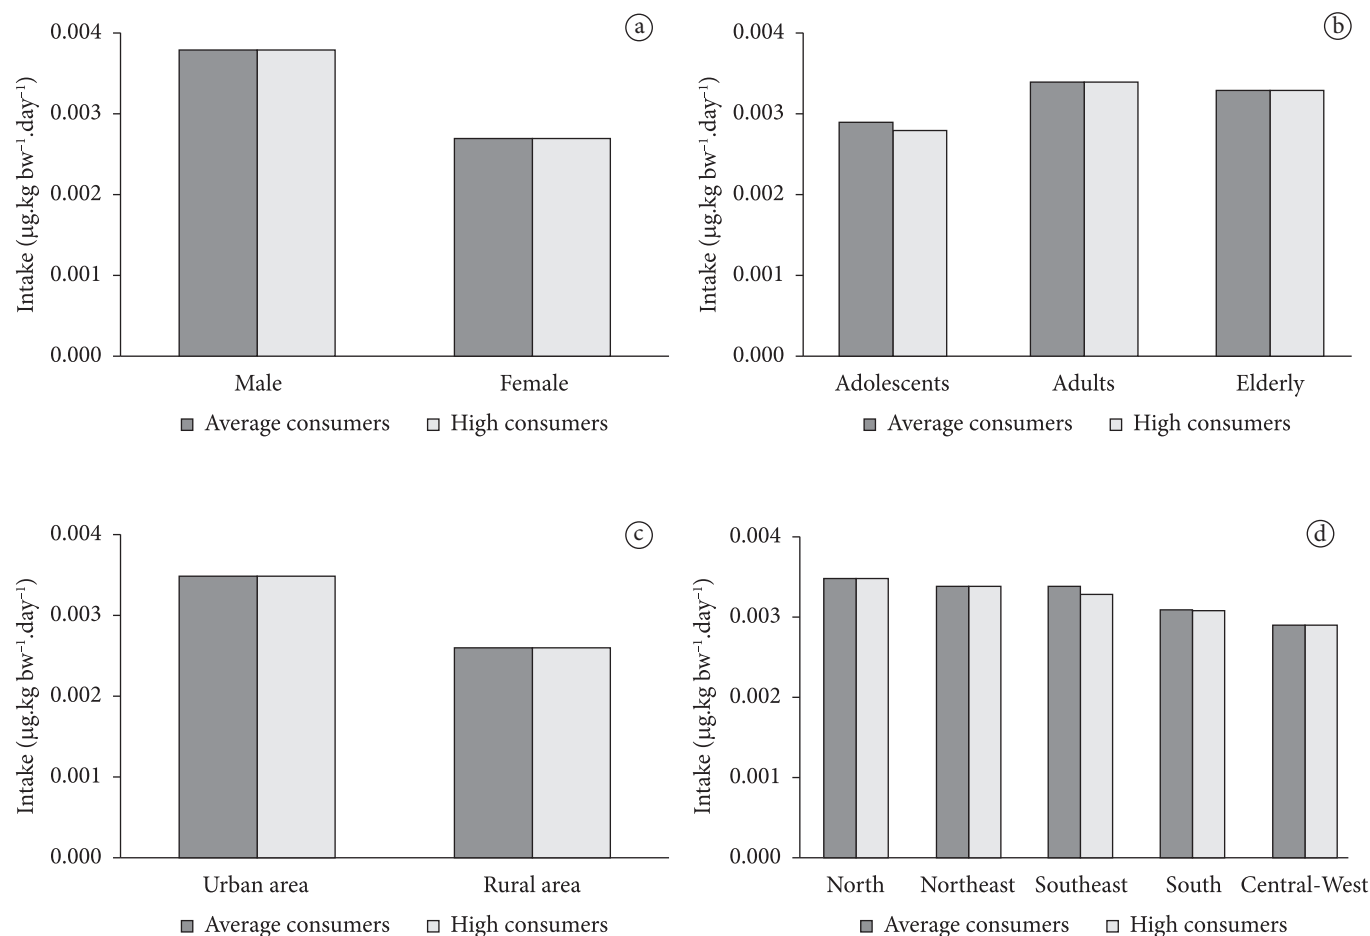 a
0.004
0.003
0.002
0.001
0.000
Intake (μg.kg bw⁻¹.day⁻¹)
Male Female
Average consumers High consumers
b
0.004
0.003
0.002
0.001
0.000
Intake (μg.kg bw⁻¹.day⁻¹)
Adolescents Adults Elderly
Average consumers High consumers
c
0.004
0.003
0.002
0.001
0.000
Intake (μg.kg bw⁻¹.day⁻¹)
Urban area Rural area
Average consumers High consumers
d
0.004
0.003
0.002
0.001
0.000
Intake (μg.kg bw⁻¹.day⁻¹)
North Northeast Southeast South Central-West
Average consumers High consumers